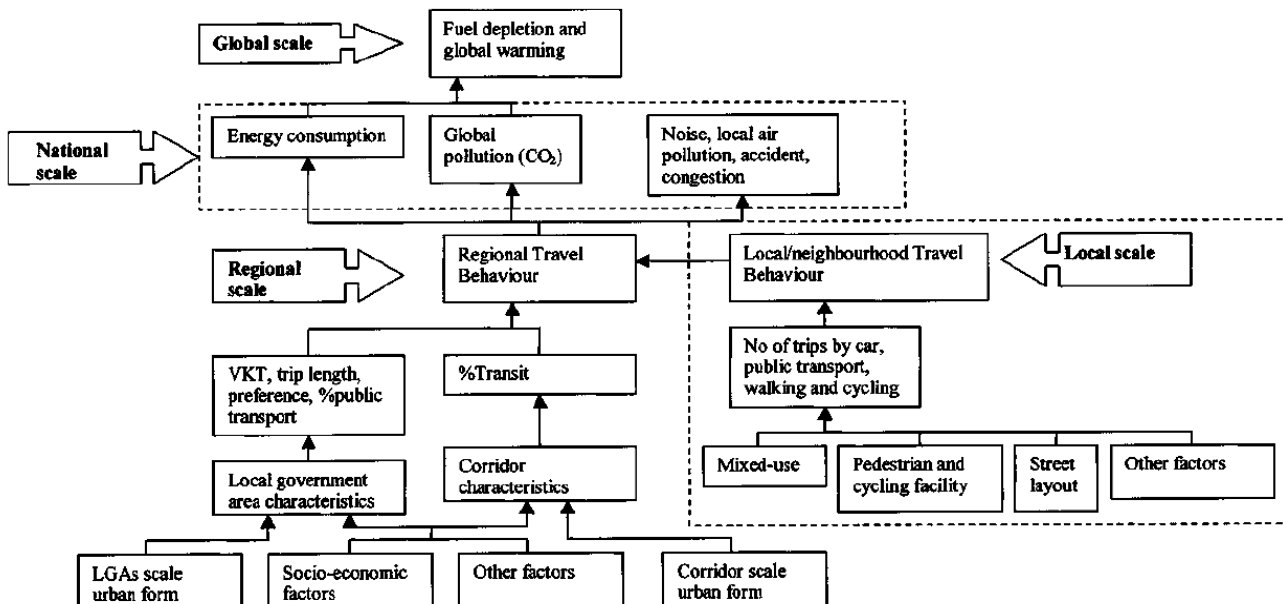 Global scale
Fuel depletion and
global warming
National
scale
Energy consumption
Global
pollution (CO₂)
Noise, local air
pollution, accident,
congestion
Regional
scale
Regional Travel
Behaviour
Local/neighbourhood Travel
Behaviour
Local scale
VKT, trip length,
preference, %public
transport
%Transit
No of trips by car,
public transport,
walking and cycling
Local government
area characteristics
Corridor
characteristics
Mixed-use
Pedestrian and
cycling facility
Street
layout
Other factors
LGAs scale
urban form
Socio-economic
factors
Other factors
Corridor scale
urban form